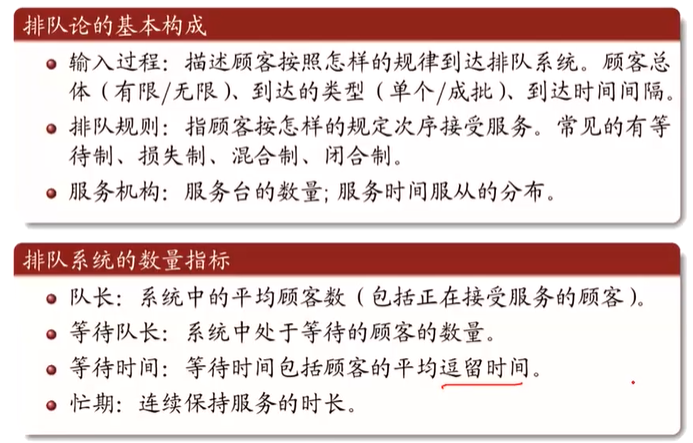 排队论的基本构成
输入过程：描述顾客按照怎样的规律到达排队系统。顾客总
体（有限/无限）、到达的类型（单个/成批）、到达时间间隔。
排队规则：指顾客按怎样的规定次序接受服务。常见的有等
待制、损失制、混合制、闭合制。
服务机构：服务台的数量；服务时间服从的分布。
排队系统的数量指标
队长：系统中的平均顾客数（包括正在接受服务的顾客）。
等待队长：系统中处于等待的顾客的数量。
等待时间：等待时间包括顾客的平均逗留时间。
忙期：连续保持服务的时长。